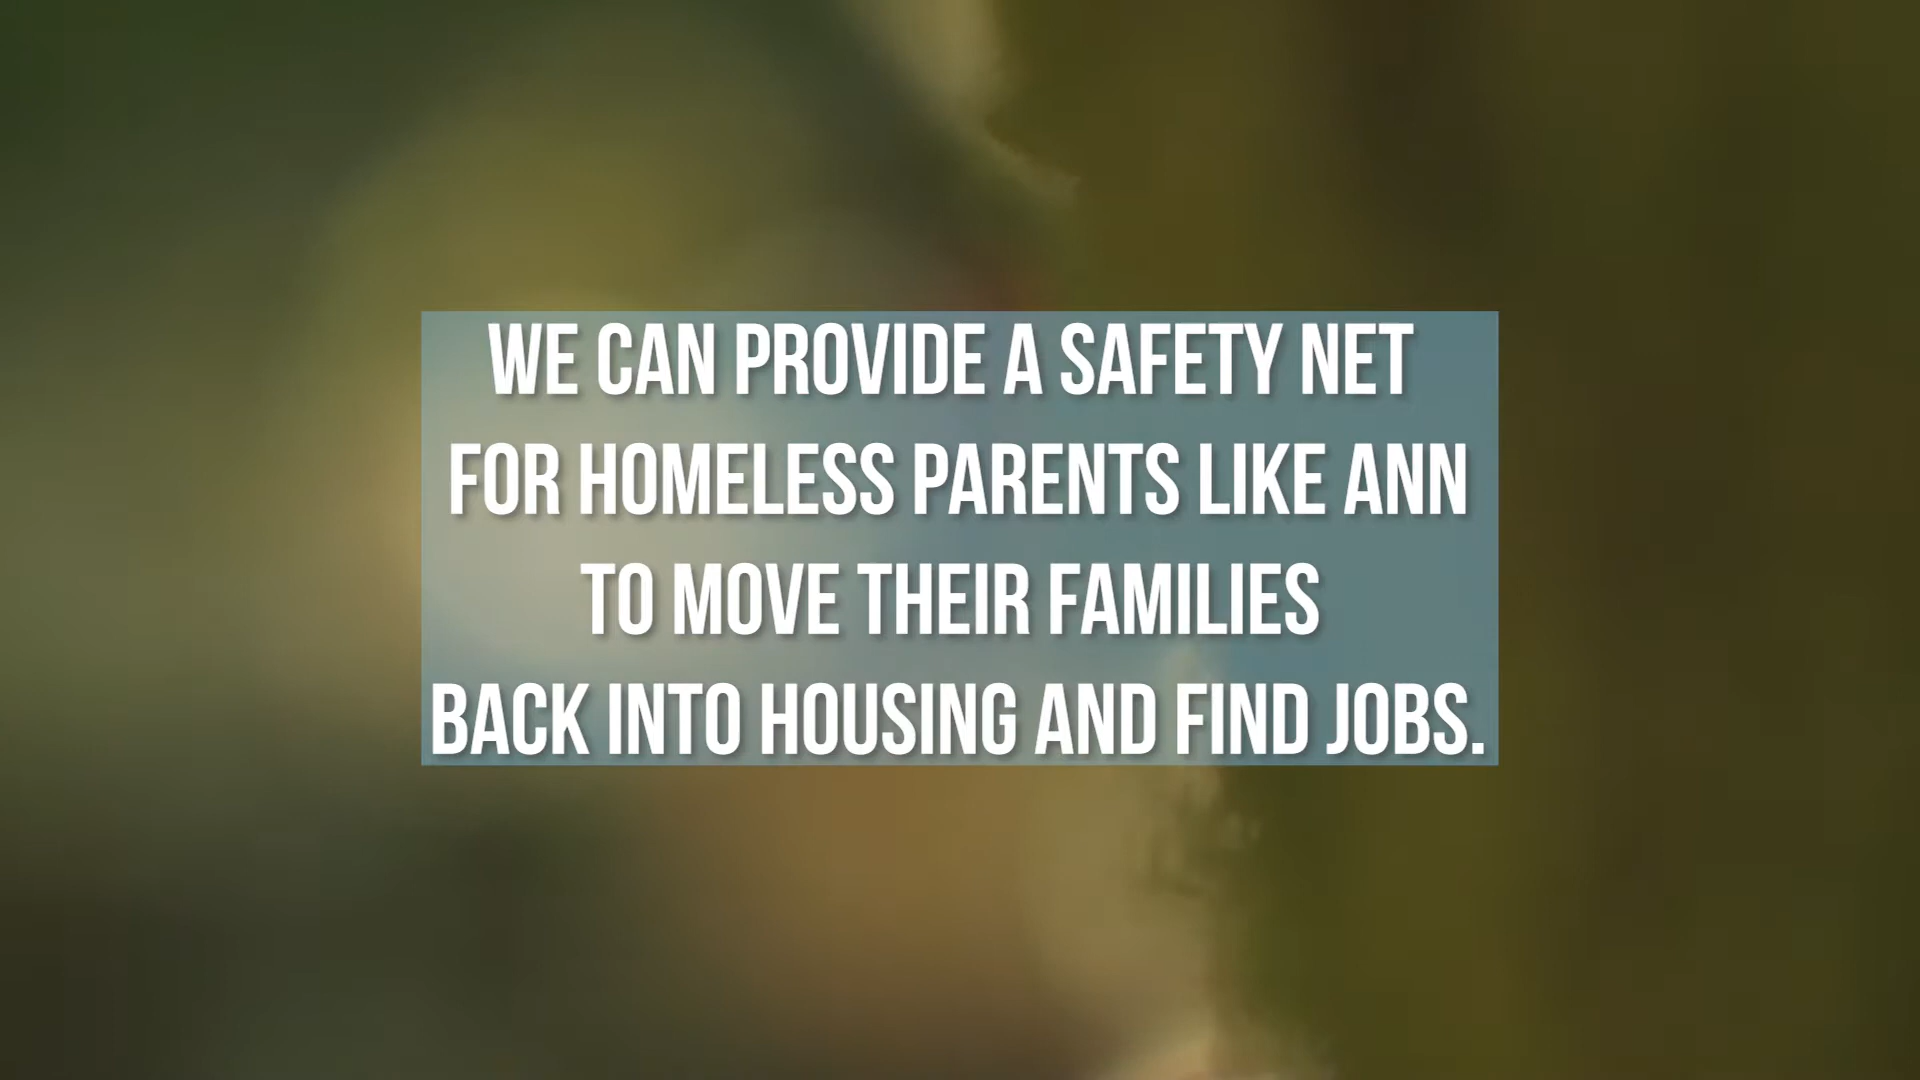 WE CAN PROVIDE A SAFETY NET
FOR HOMELESS PARENTS LIKE ANN
TO MOVE THEIR FAMILIES
BACK INTO HOUSING AND FIND JOBS.